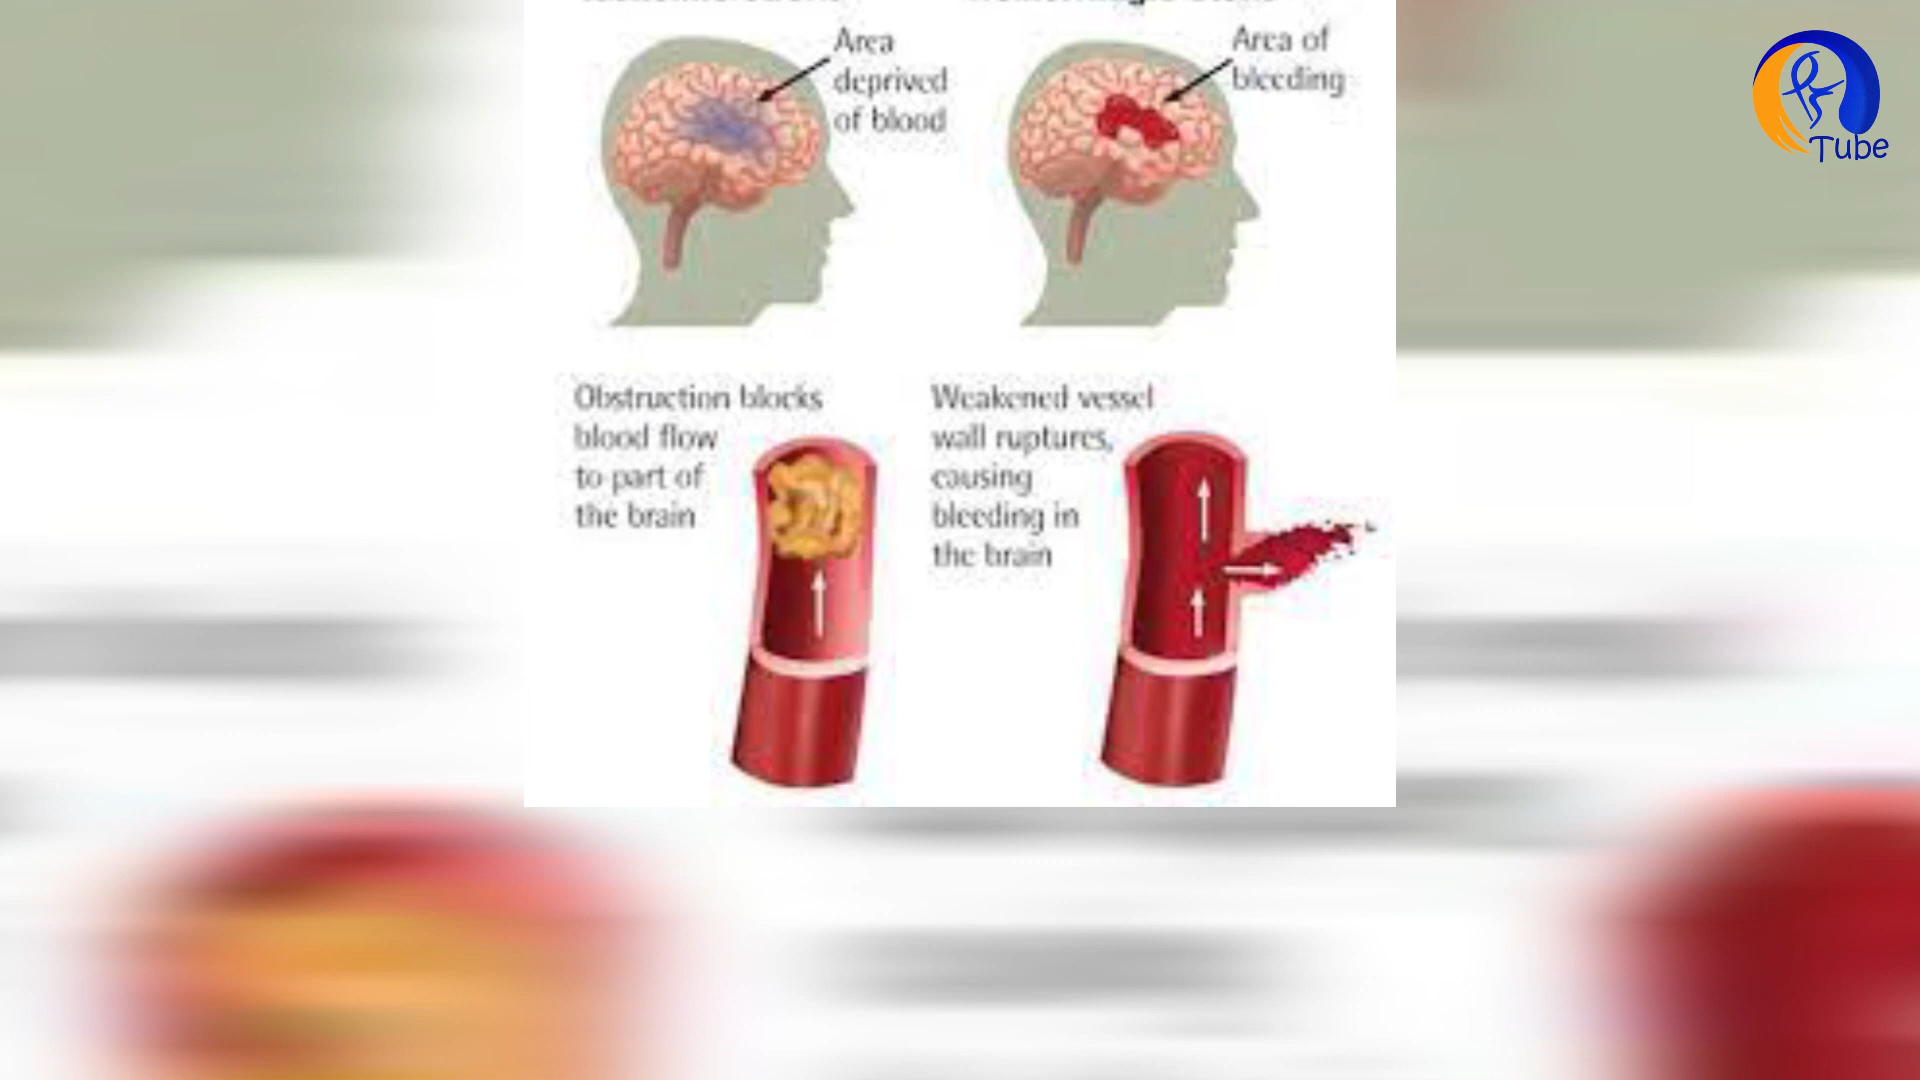 Area
deprived
of blood
Area of
bleeding
Obstruction blocks
blood flow
to part of
the brain
Weakened vessel
wall ruptures,
causing
bleeding in
the brain
Tube